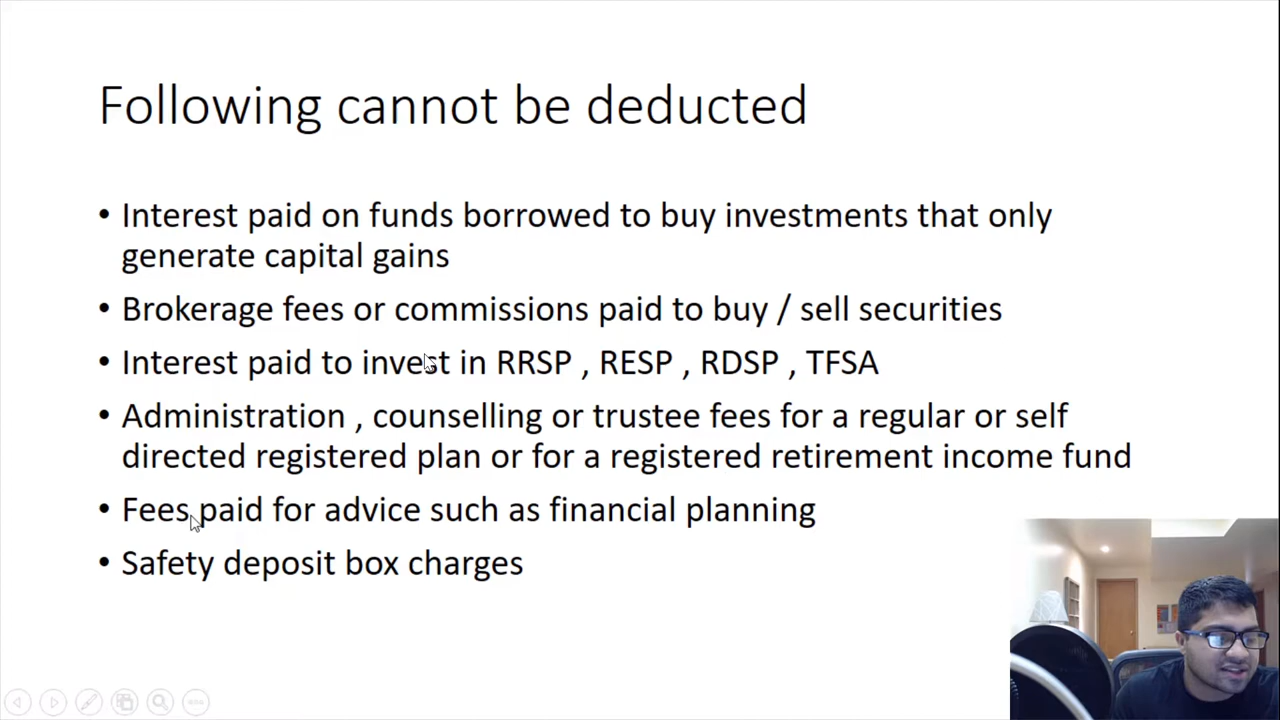 Following cannot be deducted
• Interest paid on funds borrowed to buy investments that only
generate capital gains
• Brokerage fees or commissions paid to buy / sell securities
• Interest paid to invest in RRSP , RESP , RDSP , TFSA
• Administration , counselling or trustee fees for a regular or self
directed registered plan or for a registered retirement income fund
• Fees paid for advice such as financial planning
• Safety deposit box charges